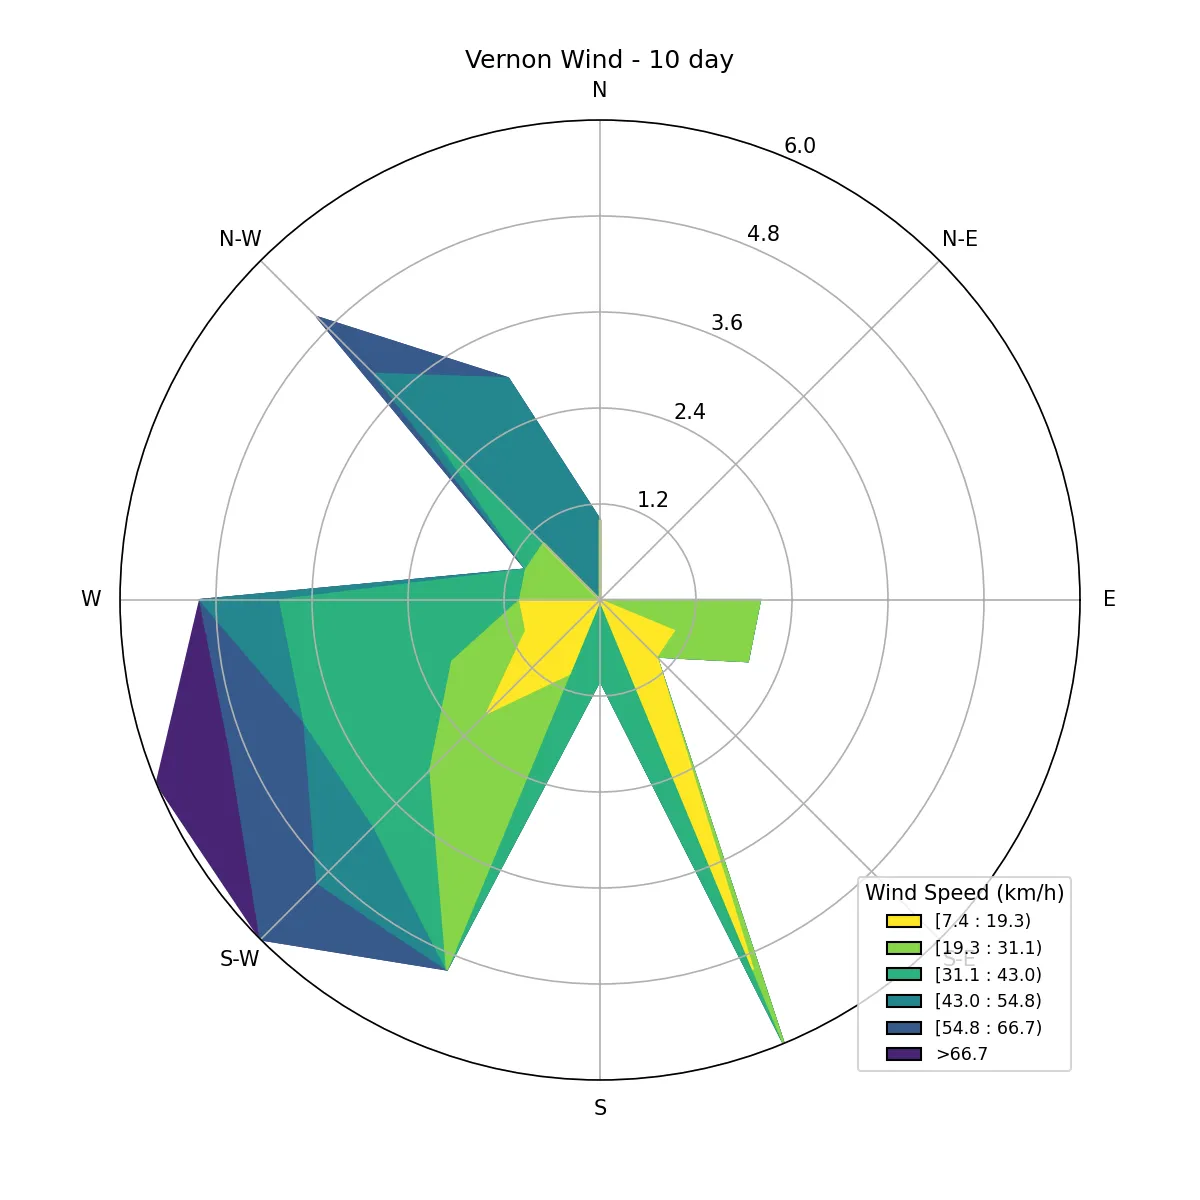 Vernon Wind - 10 day
N
6.0
N-W
4.8
N-E
3.6
2.4
1.2
W
E
Wind Speed (km/h)
[7.4 : 19.3)
[19.3 : 31.1)
S-W
S-E
[31.1 : 43.0)
[43.0 : 54.8)
[54.8 : 66.7)
>66.7
S